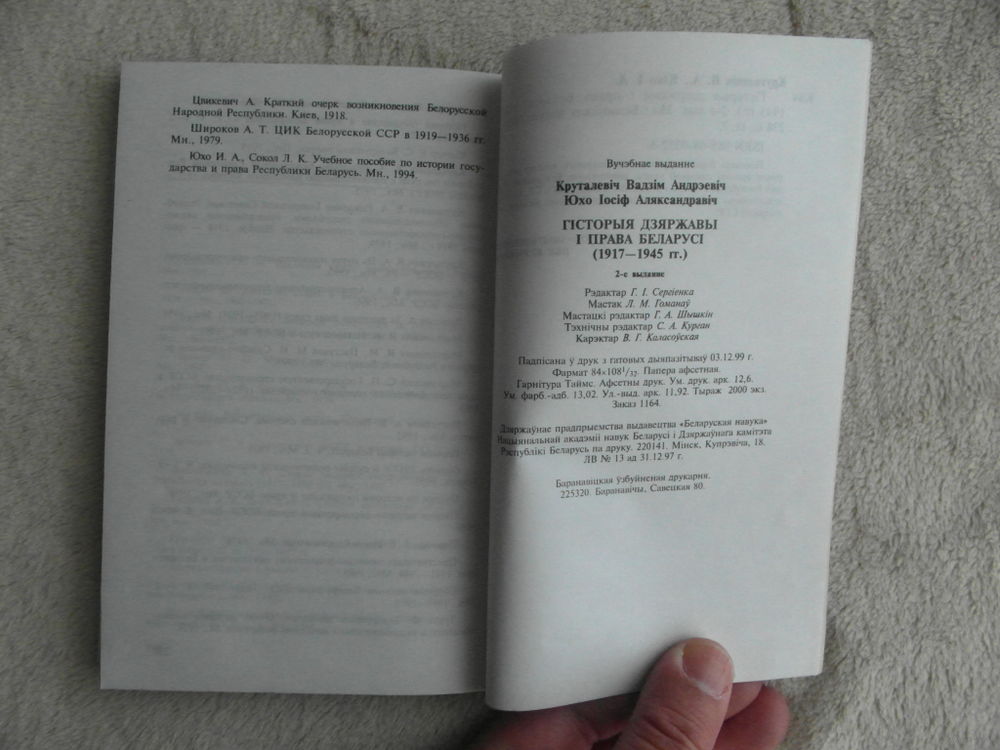 Цвикевич А. Краткий очерк возникновения Белорусской
Народной Республики. Киев, 1918.
Широков А. Т. ЦИК Белорусской ССР в 1919—1936 гг.
Мн., 1979.
Юхо И. А., Сокол Л. К. Учебное пособие по истории госу-
дарства и права Республики Беларусь. Мн., 1994.
Вучэбнае выданне
Круталевіч Вадзім Андрэевіч
Юхо Іосіф Аляксандравіч
ГІСТОРЫЯ ДЗЯРЖАВЫ
І ПРАВА БЕЛАРУСІ
(1917—1945 гг.)
2-е выданне
Рэдактар Г. І. Сергіенка
Мастак Л. М. Гоманаў
Мастацкі рэдактар Г. А. Шышкін
Тэхнічны рэдактар С. А. Курган
Карэктар В. Г. Каласоўская
Падпісана ў друк з гатовых дыяпазітываў 03.12.99 г.
Фармат 84×108¹/₃₂. Папера афсетная.
Гарнітура Таймс. Афсетны друк. Ум. друк. арк. 12,6.
Ум. фарб.-адб. 13,02. Ул.-выд. арк. 11,92. Тыраж 2000 экз.
Заказ 1164.
Дзяржаўнае прадпрыемства выдавецтва «Беларуская навука»
Нацыянальнай акадэміі навук Беларусі і Дзяржаўнага камітэта
Рэспублікі Беларусь па друку. 220141. Мінск, Купрэвіча, 18.
ЛВ № 13 ад 31.12.97 г.
Баранавіцкая ўзбуйненая друкарня.
225320. Баранавічы, Савецкая 80.